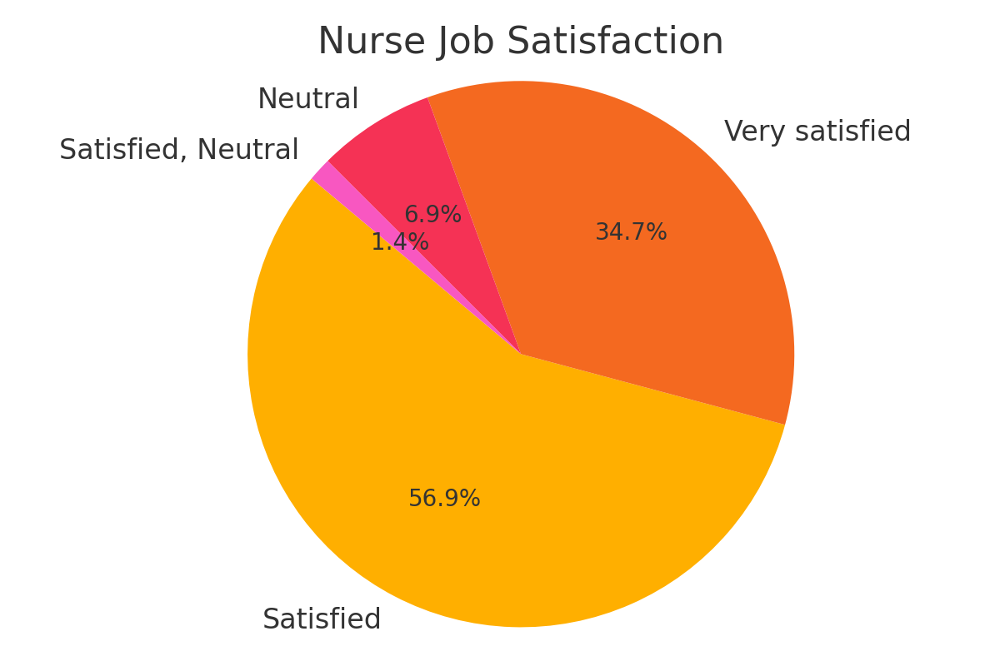 Nurse Job Satisfaction
Neutral
Very satisfied
Satisfied, Neutral
6.9%
34.7%
1.4%
56.9%
Satisfied